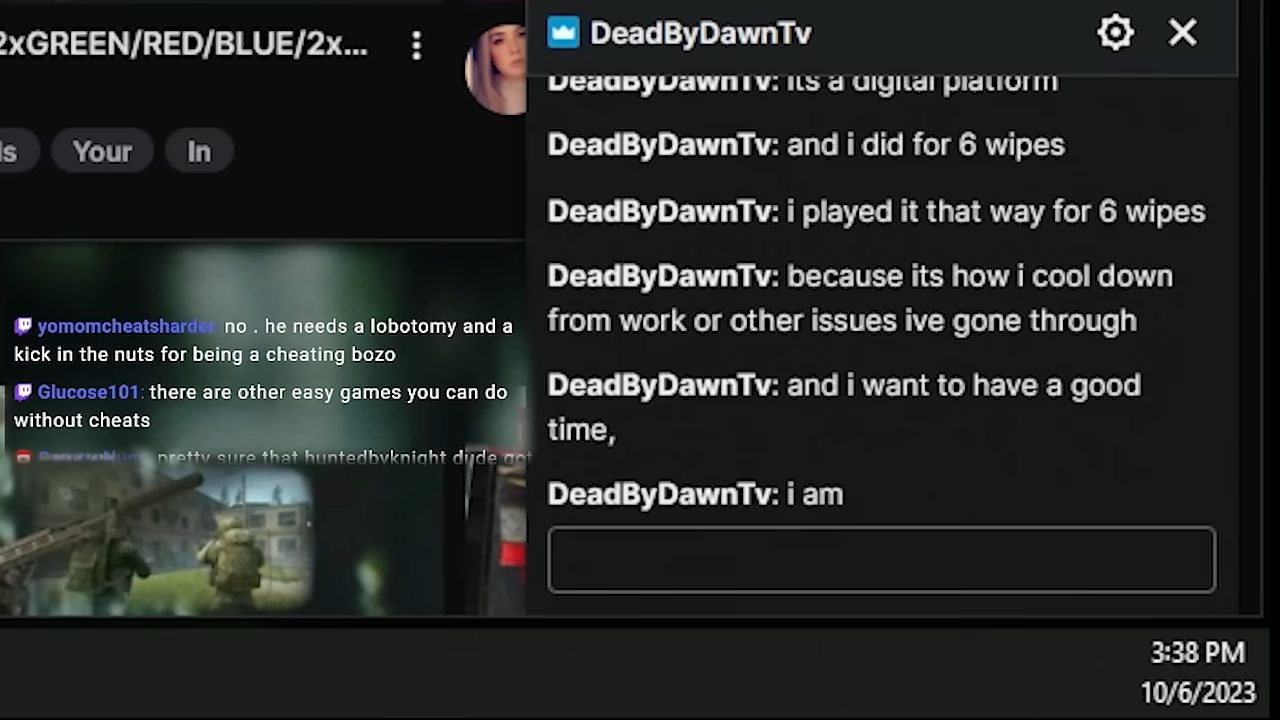 2xGREEN/RED/BLUE/2x...
DeadByDawnTv
DeadByDawnTv: its a digital platform
DeadByDawnTv: and i did for 6 wipes
Your
In
DeadByDawnTv: i played it that way for 6 wipes
DeadByDawnTv: because its how i cool down
from work or other issues ive gone through
yomomcheatsharder no . he needs a lobotomy and a
kick in the nuts for being a cheating bozo
Glucose101: there are other easy games you can do
without cheats
pretty sure that huntedbyknight dude got
DeadByDawnTv: and i want to have a good
time,
DeadByDawnTv: i am
3:38 PM
10/6/2023